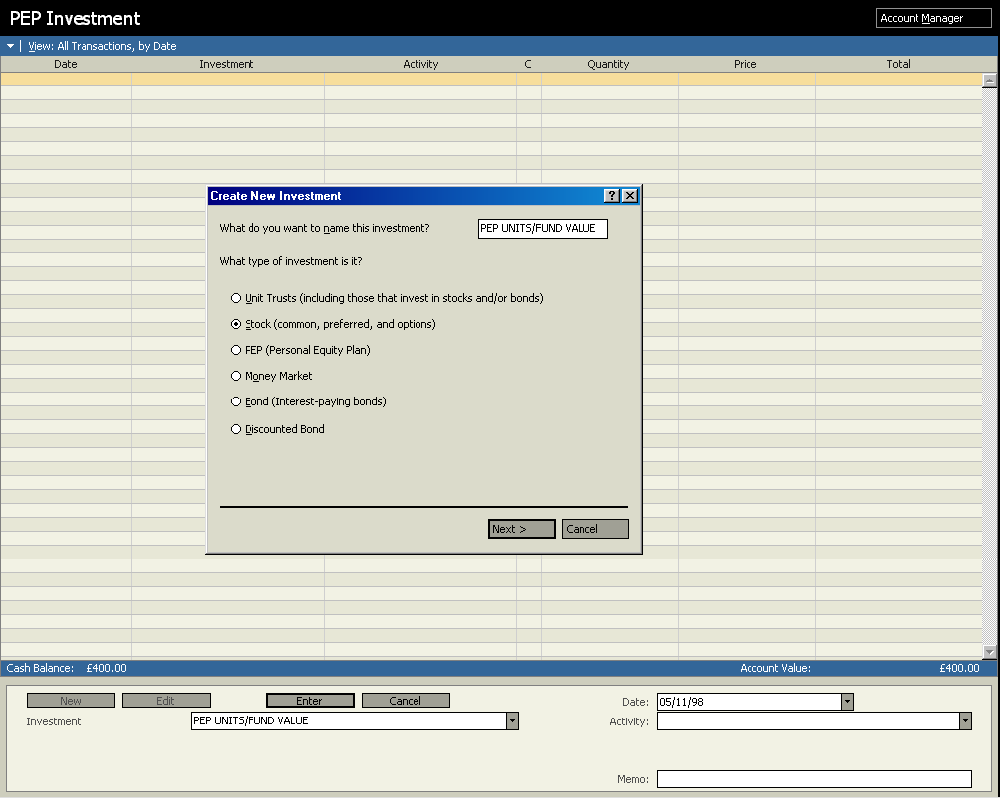 PEP Investment
Account Manager
View: All Transactions, by Date
Date Investment Activity C Quantity Price Total
Create New Investment
What do you want to name this investment? PEP UNITS/FUND VALUE
What type of investment is it?
Unit Trusts (including those that invest in stocks and/or bonds)
Stock (common, preferred, and options)
PEP (Personal Equity Plan)
Money Market
Bond (Interest-paying bonds)
Discounted Bond
Next > Cancel
Cash Balance: £400.00 Account Value: £400.00
New Edit Enter Cancel Date: 05/11/98
Investment: PEP UNITS/FUND VALUE Activity:
Memo: